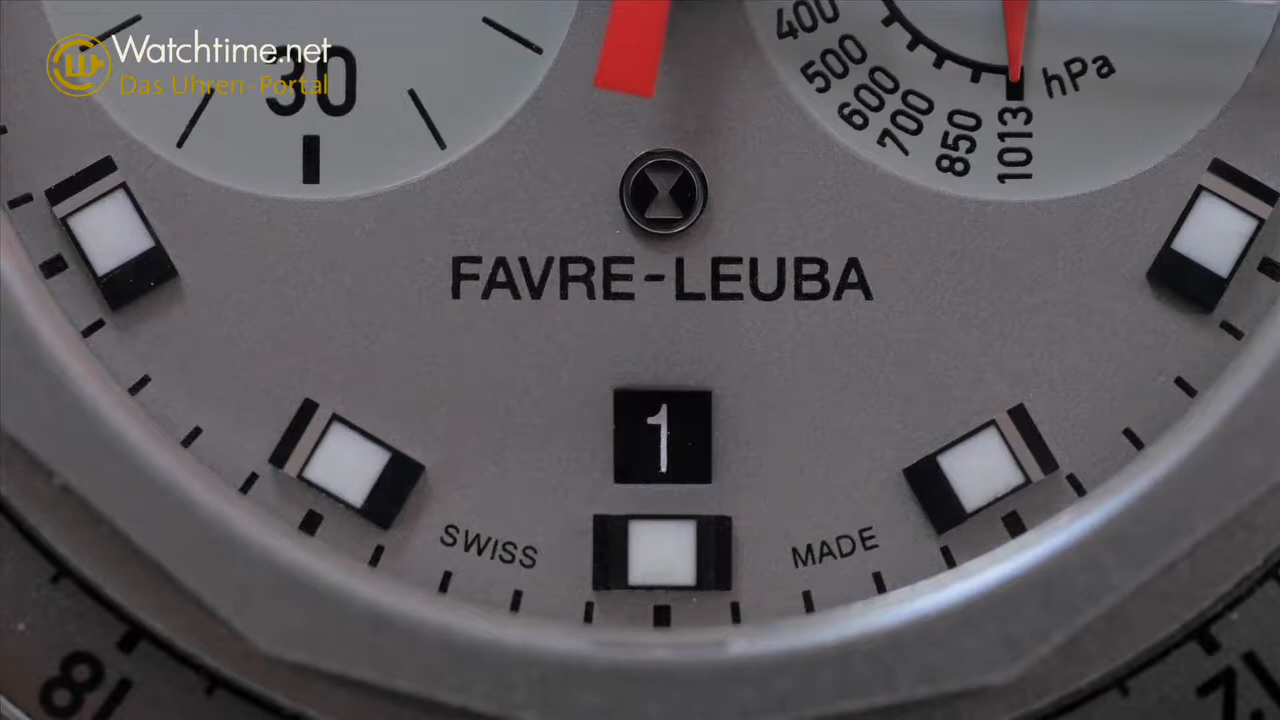 Watchtime.net
Das Uhren-Portal
30
400
500
600
700
850
1013
hPa
FAVRE-LEUBA
1
SWISS MADE
18
12